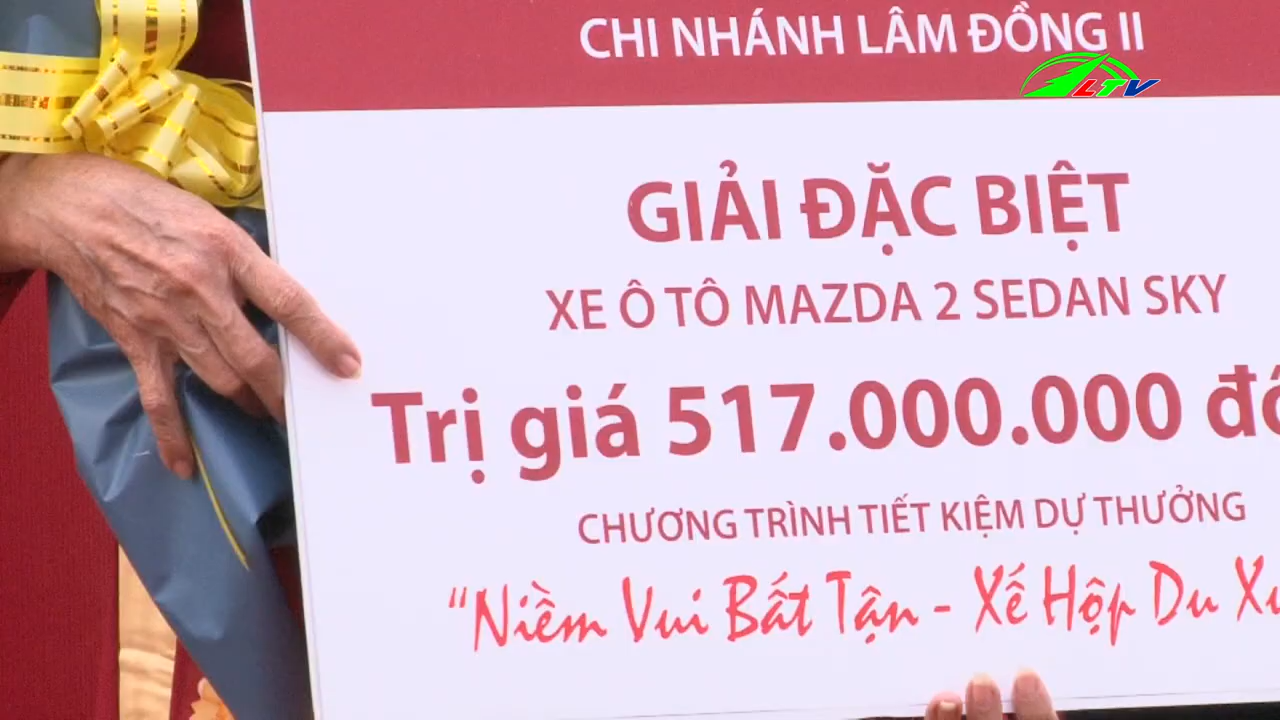 CHI NHÁNH LÂM ĐỒNG II
LTV
GIẢI ĐẶC BIỆT
XE Ô TÔ MAZDA 2 SEDAN SKY
Trị giá 517.000.000
CHƯƠNG TRÌNH TIẾT KIỆM DỰ THƯỞNG
"Niềm Vui Bất Tận - Xế Hộp Du